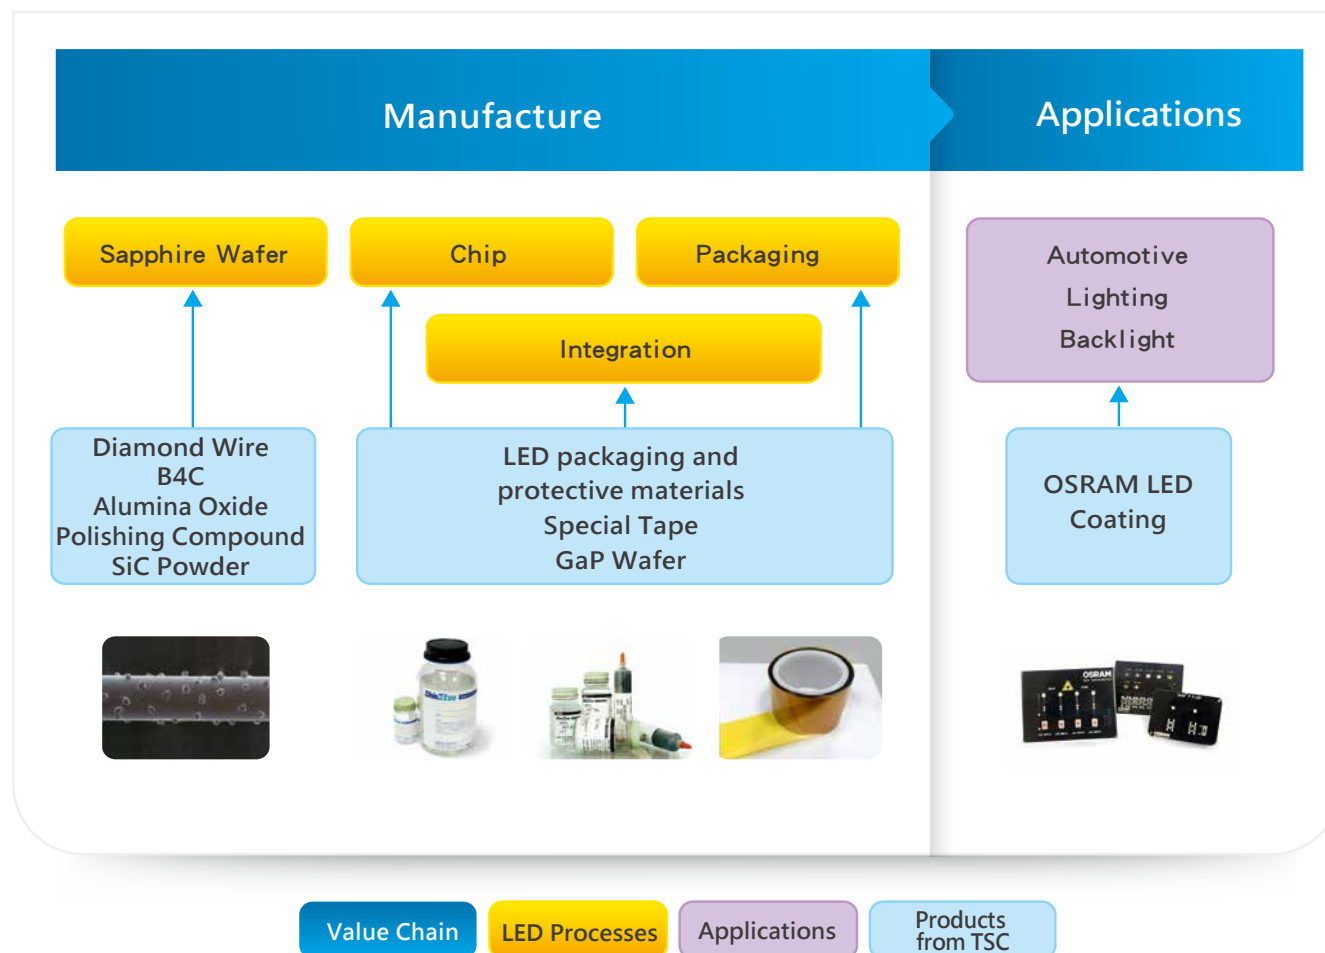 Manufacture
Applications
Sapphire Wafer
Chip
Packaging
Integration
Automotive
Lighting
Backlight
Diamond Wire
B4C
Alumina Oxide
Polishing Compound
SiC Powder
LED packaging and
protective materials
Special Tape
GaP Wafer
OSRAM LED
Coating
OSRAM
Value Chain
LED Processes
Applications
Products
from TSC